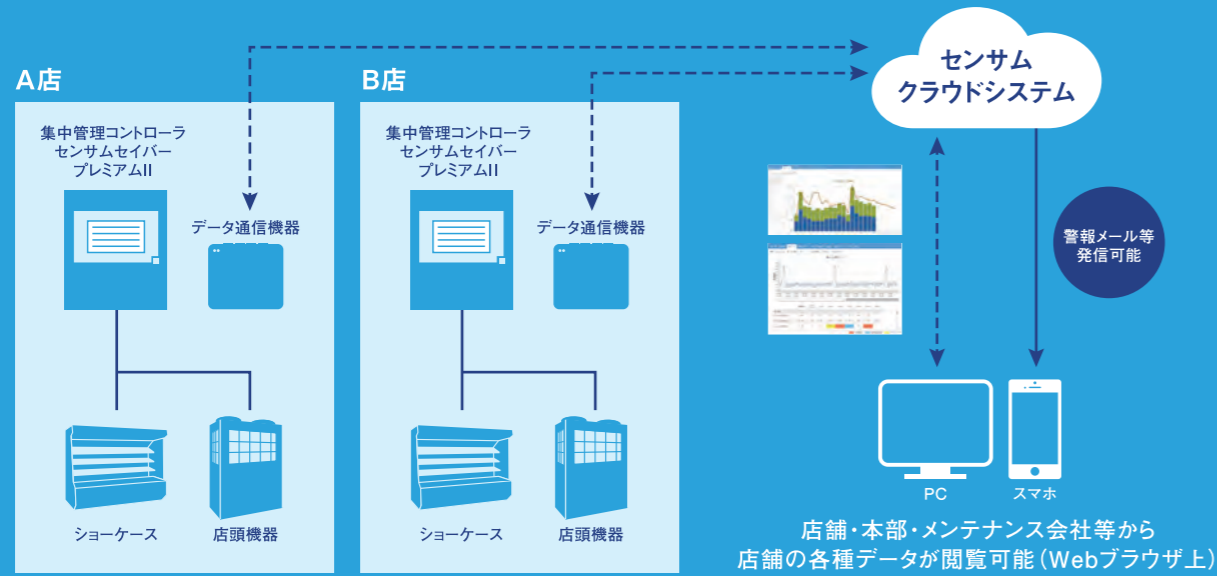 A店
集中管理コントローラ
センサムセイバー
プレミアムII
データ通信機器
ショーケース
店頭機器
B店
集中管理コントローラ
センサムセイバー
プレミアムII
データ通信機器
ショーケース
店頭機器
センサム
クラウドシステム
警報メール等
発信可能
PC
スマホ
店舗・本部・メンテナンス会社等から
店舗の各種データが閲覧可能(Webブラウザ上)